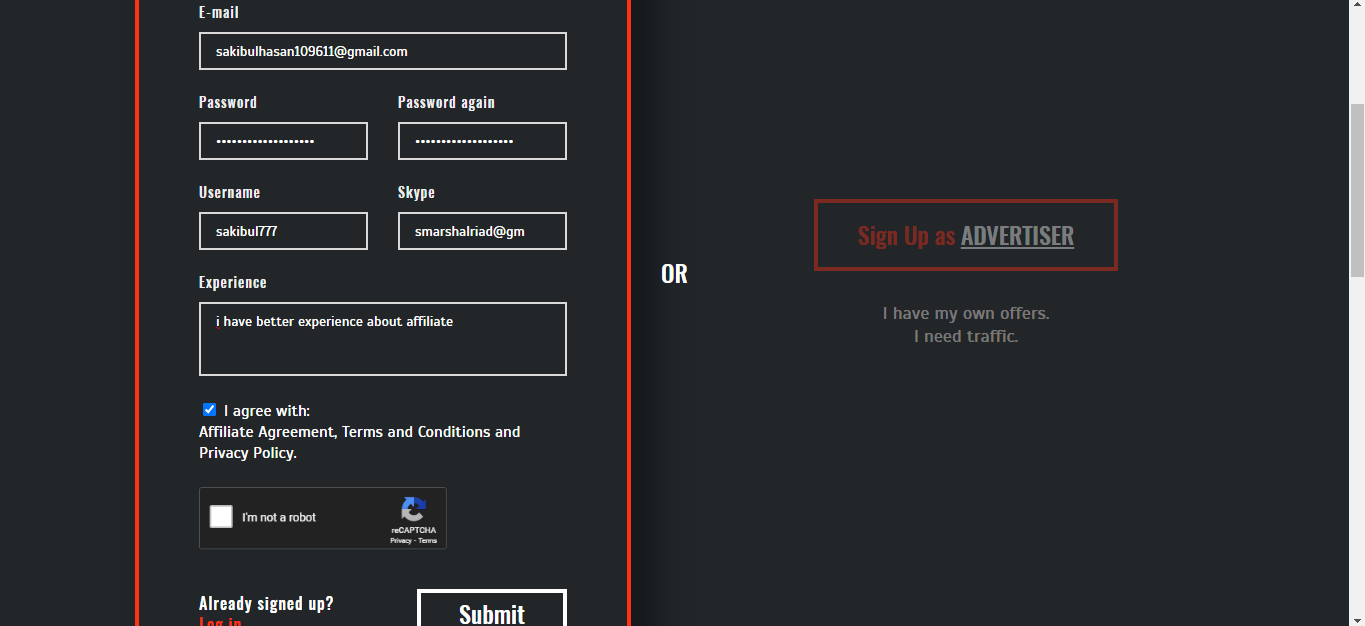 E-mail
sakibulhasan109611@gmail.com
Password Password again
••••••••••••••••••• •••••••••••••••••••
Username Skype
sakibul777 smarshalriad@gm
Experience
i have better experience about affiliate
I agree with:
Affiliate Agreement, Terms and Conditions and
Privacy Policy.
I'm not a robot
reCAPTCHA
Privacy - Terms
Already signed up?
Log in
Submit
OR
Sign Up as ADVERTISER
I have my own offers.
I need traffic.